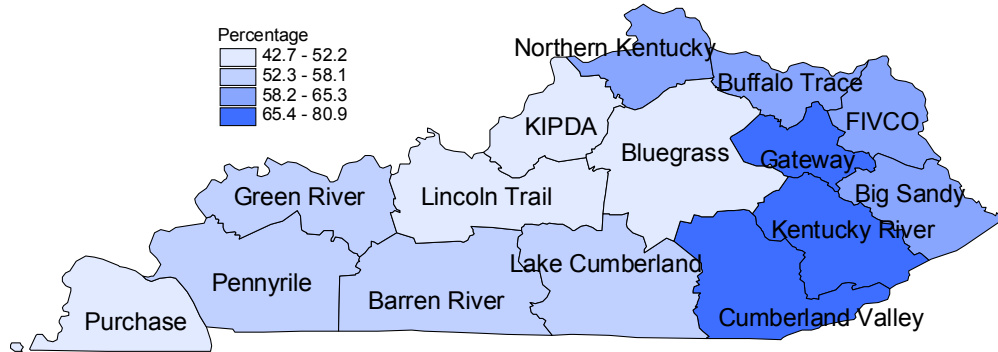 Percentage
42.7 - 52.2
52.3 - 58.1
58.2 - 65.3
65.4 - 80.9
Northern Kentucky
Buffalo Trace
FIVCO
KIPDA
Bluegrass
Gateway
Green River
Lincoln Trail
Big Sandy
Kentucky River
Lake Cumberland
Pennyrile
Barren River
Purchase
Cumberland Valley